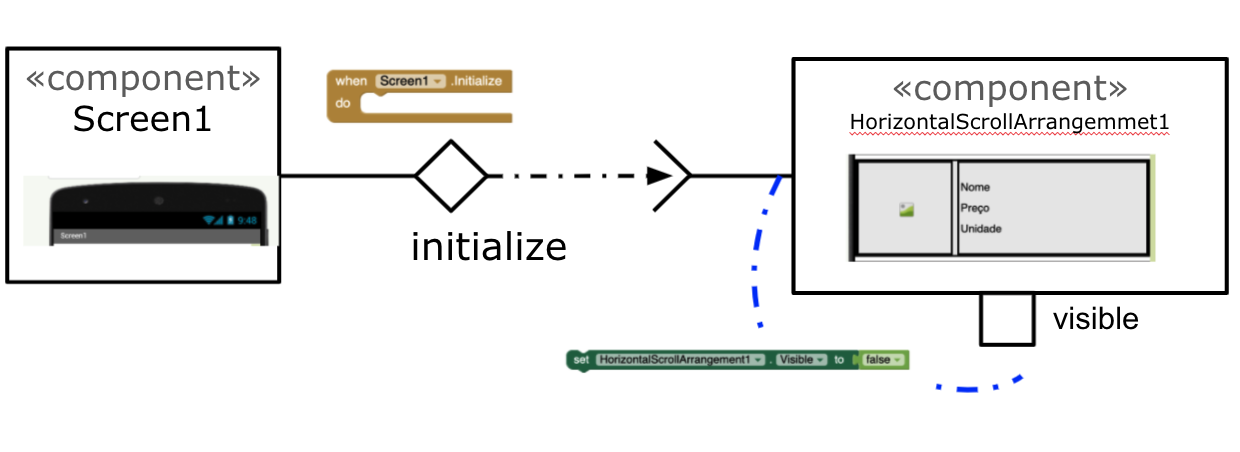 «component»
Screen1
9:48
Screen1
when Screen1 .Initialize
do
initialize
«component»
HorizontalScrollArrangemmet1
Nome
Preço
Unidade
visible
set HorizontalScrollArrangement1 . Visible to false